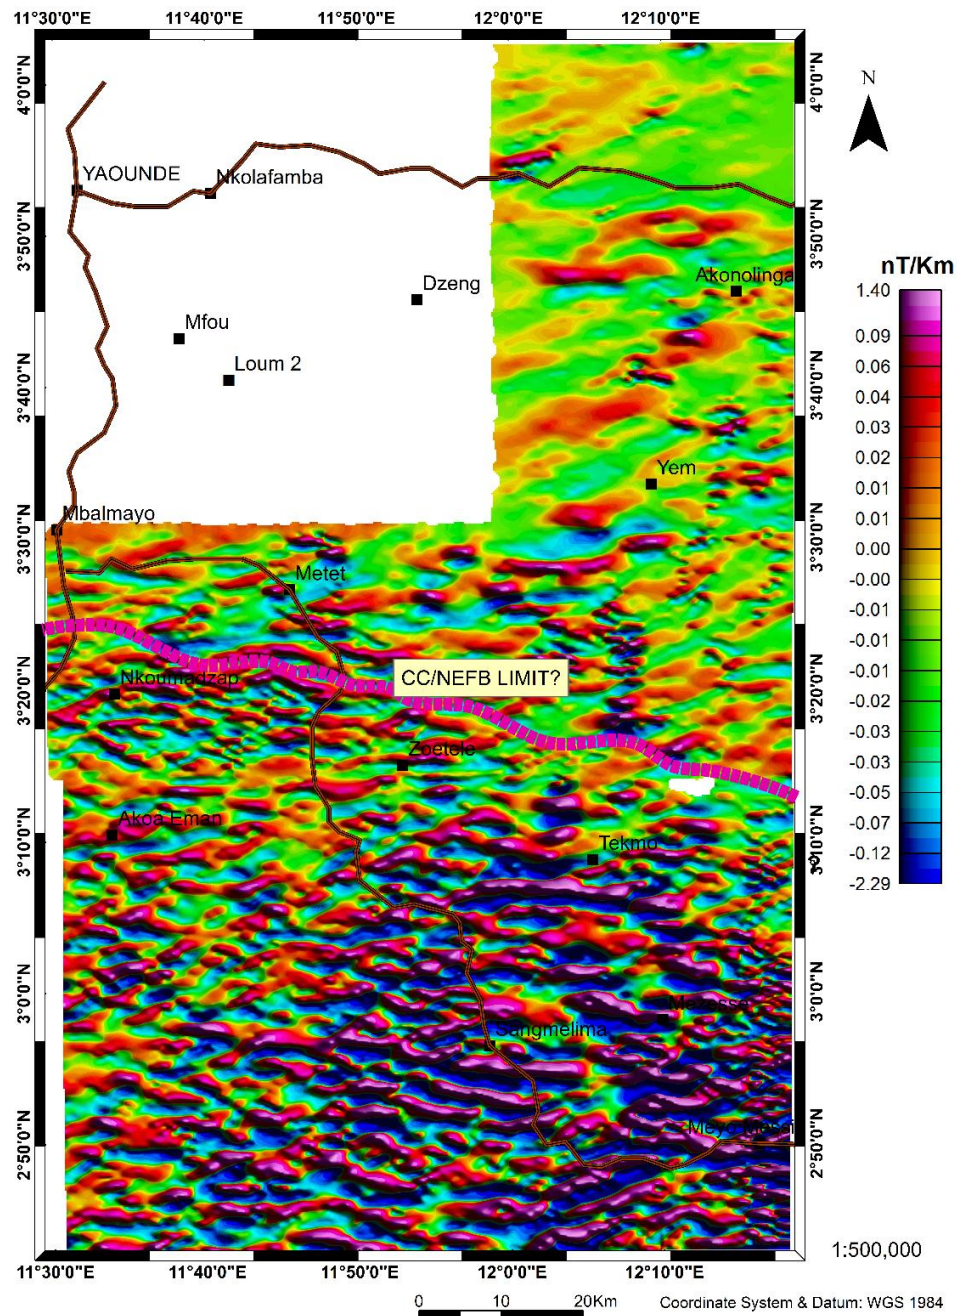 11°30'0"E 11°40'0"E 11°50'0"E 12°0'0"E 12°10'0"E
4°0'0"N 4°0'0"N
N
YAOUNDE
Nkolafamba
3°50'0"N 3°50'0"N
nT/Km
Akonolinga
Dzeng
1.40
Mfou
0.09
Loum 2
0.06
3°40'0"N 3°40'0"N
0.04
0.03
0.02
Yem
0.01
Mbalmayo
0.01
3°30'0"N 3°30'0"N
0.00
-0.00
Metet
-0.01
-0.01
-0.01
CC/NEFB LIMIT?
Nkoumadzap
3°20'0"N 3°20'0"N
-0.02
-0.03
Zoetele
-0.03
-0.05
Akoa Eman
-0.07
3°10'0"N 3°10'0"N
Tekmo
-0.12
-2.29
3°0'0"N 3°0'0"N
Sangmelima
2°50'0"N 2°50'0"N
11°30'0"E 11°40'0"E 11°50'0"E 12°0'0"E 12°10'0"E
1:500,000
0 10 20Km
Coordinate System & Datum: WGS 1984